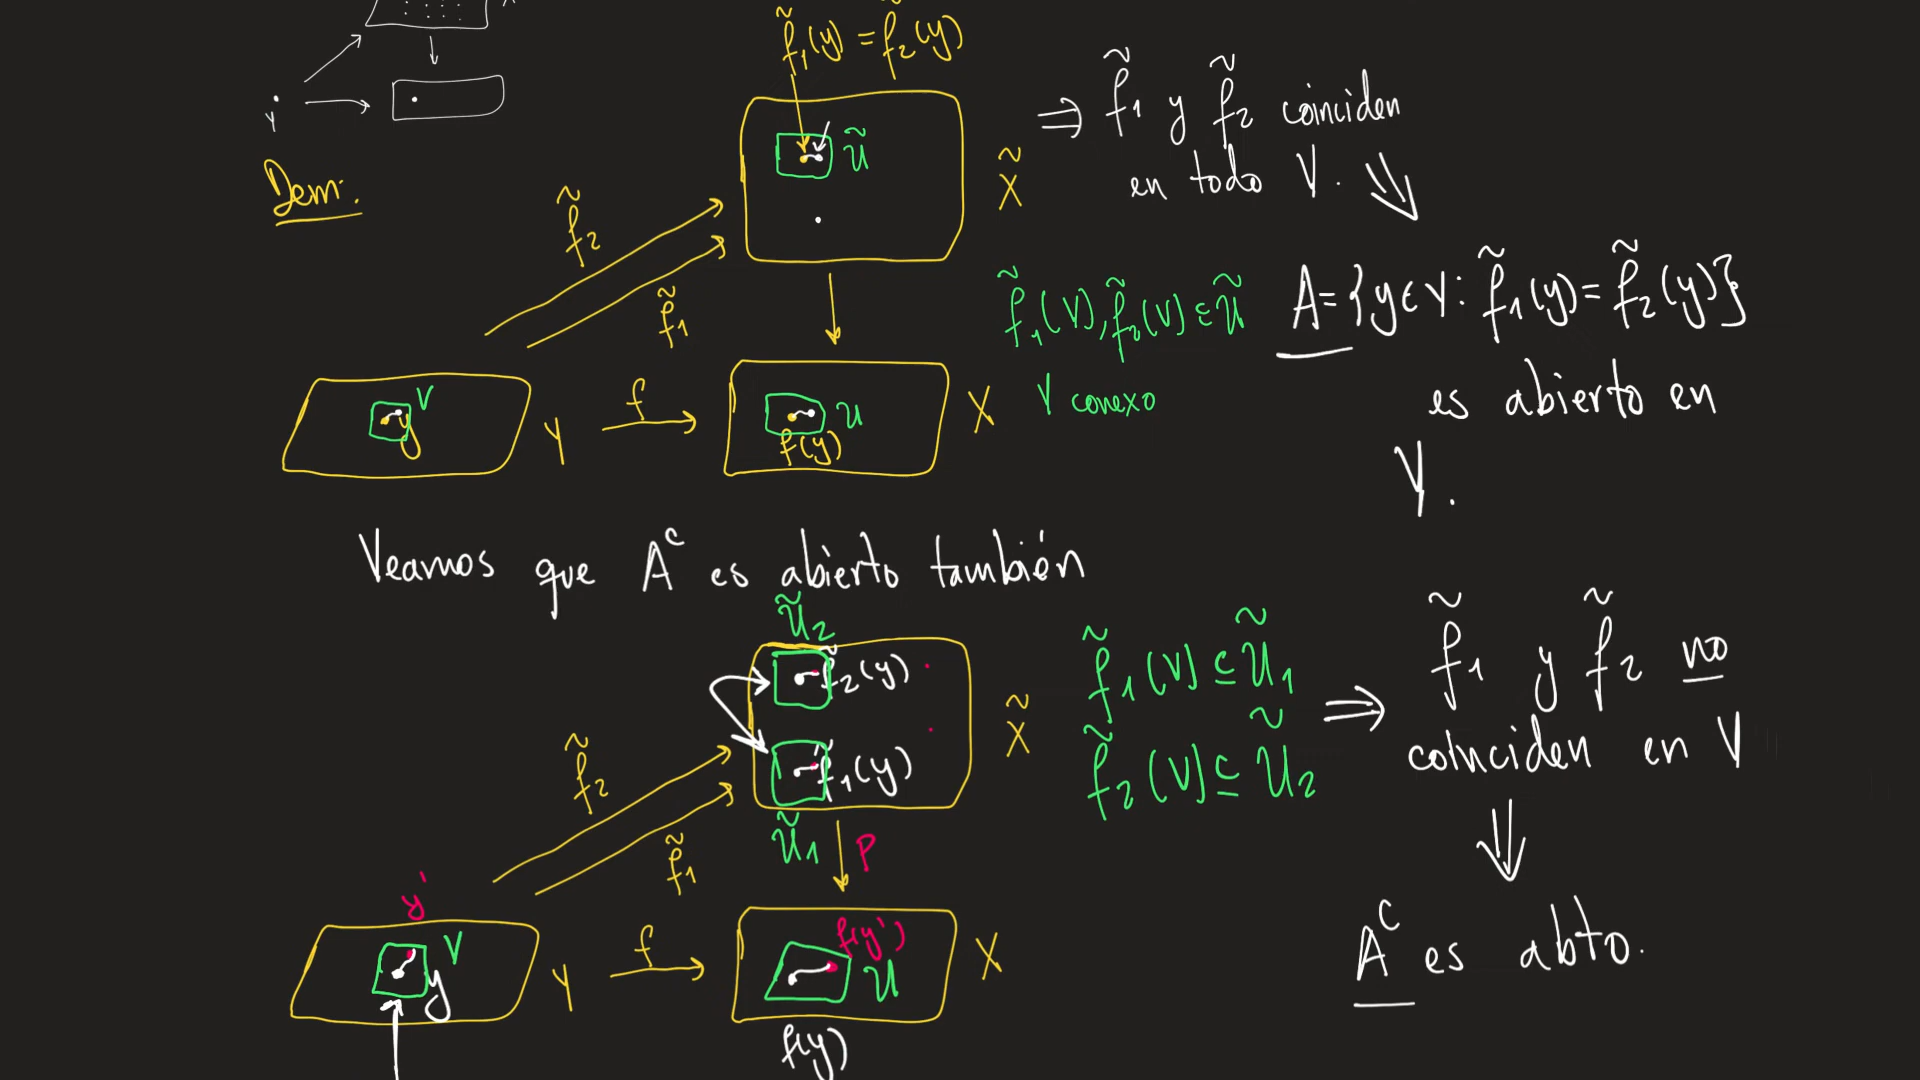 Y
f̃₁(y) = f̃₂(y)
⇒ f̃₁ y f̃₂ coinciden
en todo V. ⇓
Dem:
Ũ
X̃
f̃₂
f̃₁
f̃₁(V), f̃₂(V) ⊆ Ũ
V conexo
A = {y ∈ Y : f̃₁(y) = f̃₂(y)}
es abierto en
Y.
V
y
Y
f
U
f(y)
X
Veamos que Aᶜ es abierto también
Ũ₂
f̃₂(y)
f̃₁(y)
Ũ₁
X̃
f̃₂
f̃₁
p
f̃₁(V) ⊆ Ũ₁
f̃₂(V) ⊆ Ũ₂
⇒ f̃₁ y f̃₂ no
coinciden en V
⇓
Aᶜ es abto.
y'
V
y
Y
f
f(y')
U
X
f(y)